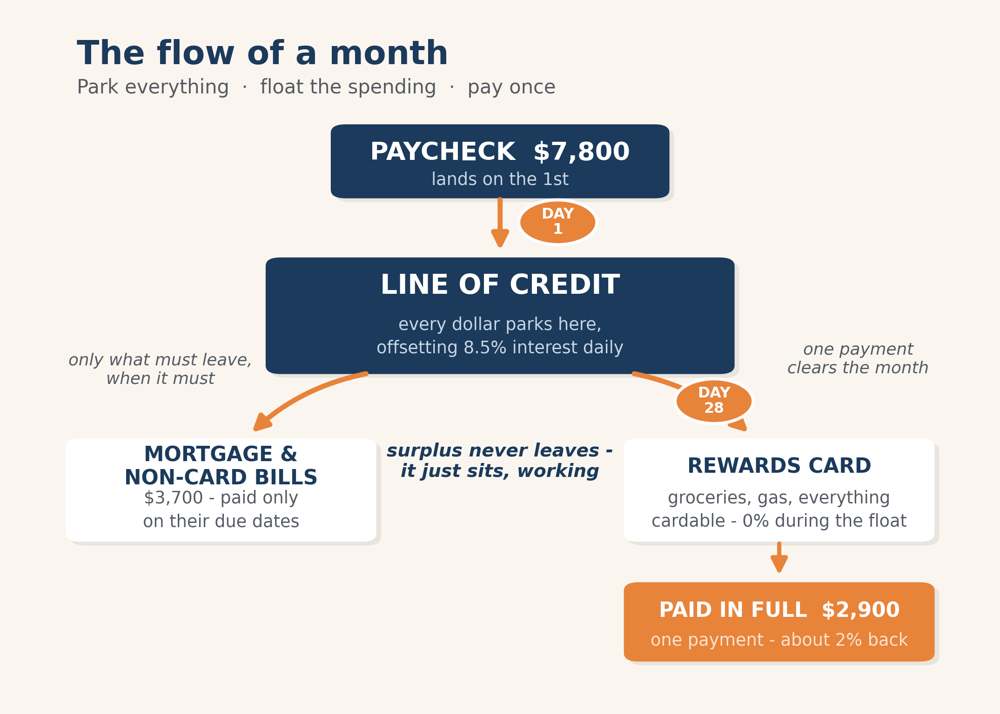 The flow of a month
Park everything · float the spending · pay once
PAYCHECK $7,800
lands on the 1st
DAY
1
LINE OF CREDIT
every dollar parks here,
offsetting 8.5% interest daily
only what must leave,
when it must
one payment
clears the month
DAY
28
MORTGAGE &
NON-CARD BILLS
$3,700 - paid only
on their due dates
surplus never leaves -
it just sits, working
REWARDS CARD
groceries, gas, everything
cardable - 0% during the float
PAID IN FULL $2,900
one payment - about 2% back